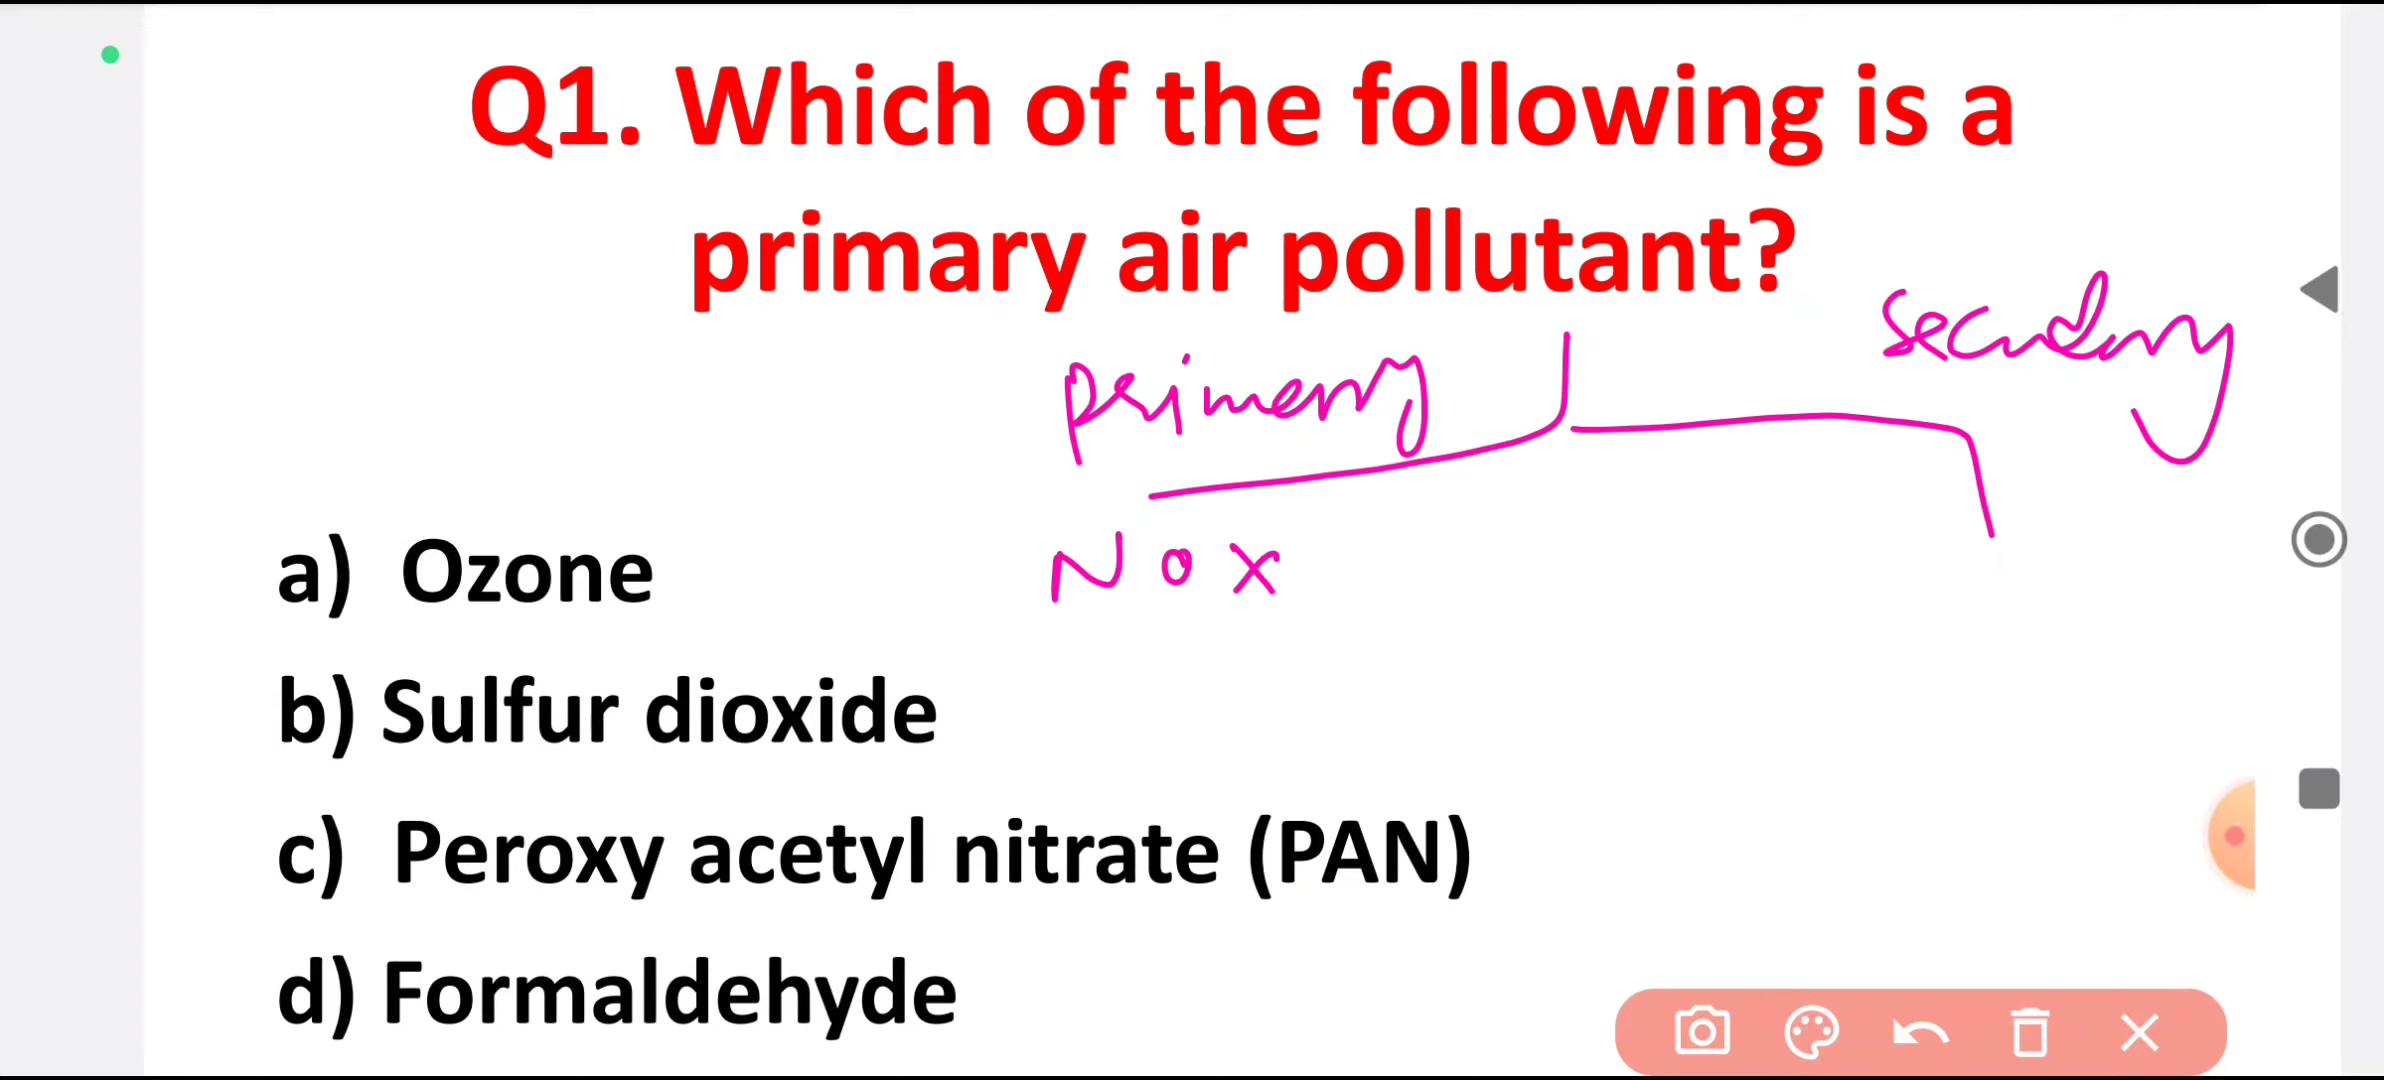 Q1. Which of the following is a
primary air pollutant?
secondary
primary
a) Ozone
NOX
b) Sulfur dioxide
c) Peroxy acetyl nitrate (PAN)
d) Formaldehyde